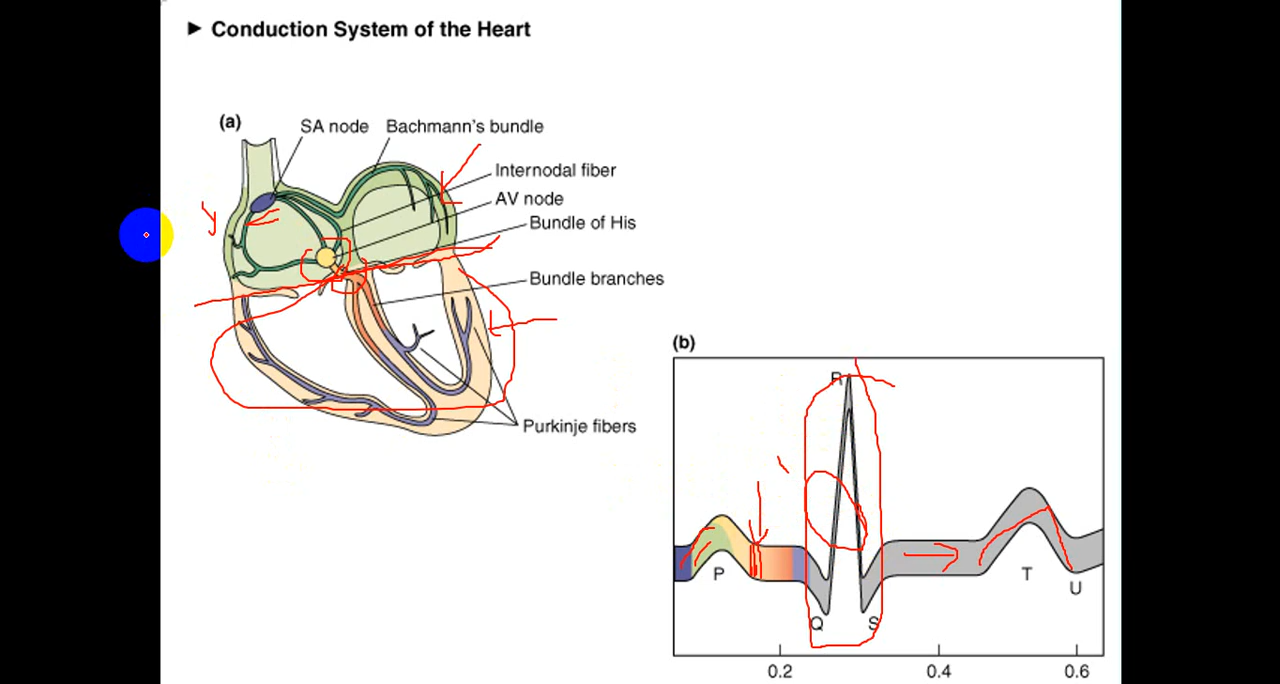 ► Conduction System of the Heart
(a)
SA node
Bachmann's bundle
Internodal fiber
AV node
Bundle of His
Bundle branches
Purkinje fibers
(b)
R
P
T
U
Q
S
0.2
0.4
0.6